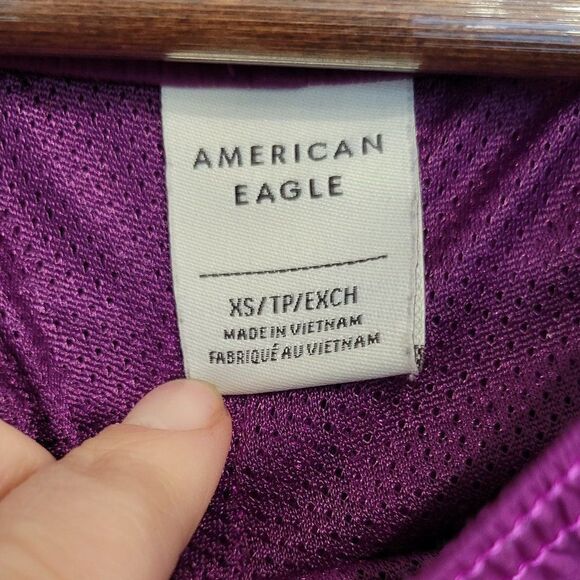 AMERICAN
EAGLE
XS/TP/EXCH
MADE IN VIETNAM
FABRIQUÉ AU VIETNAM